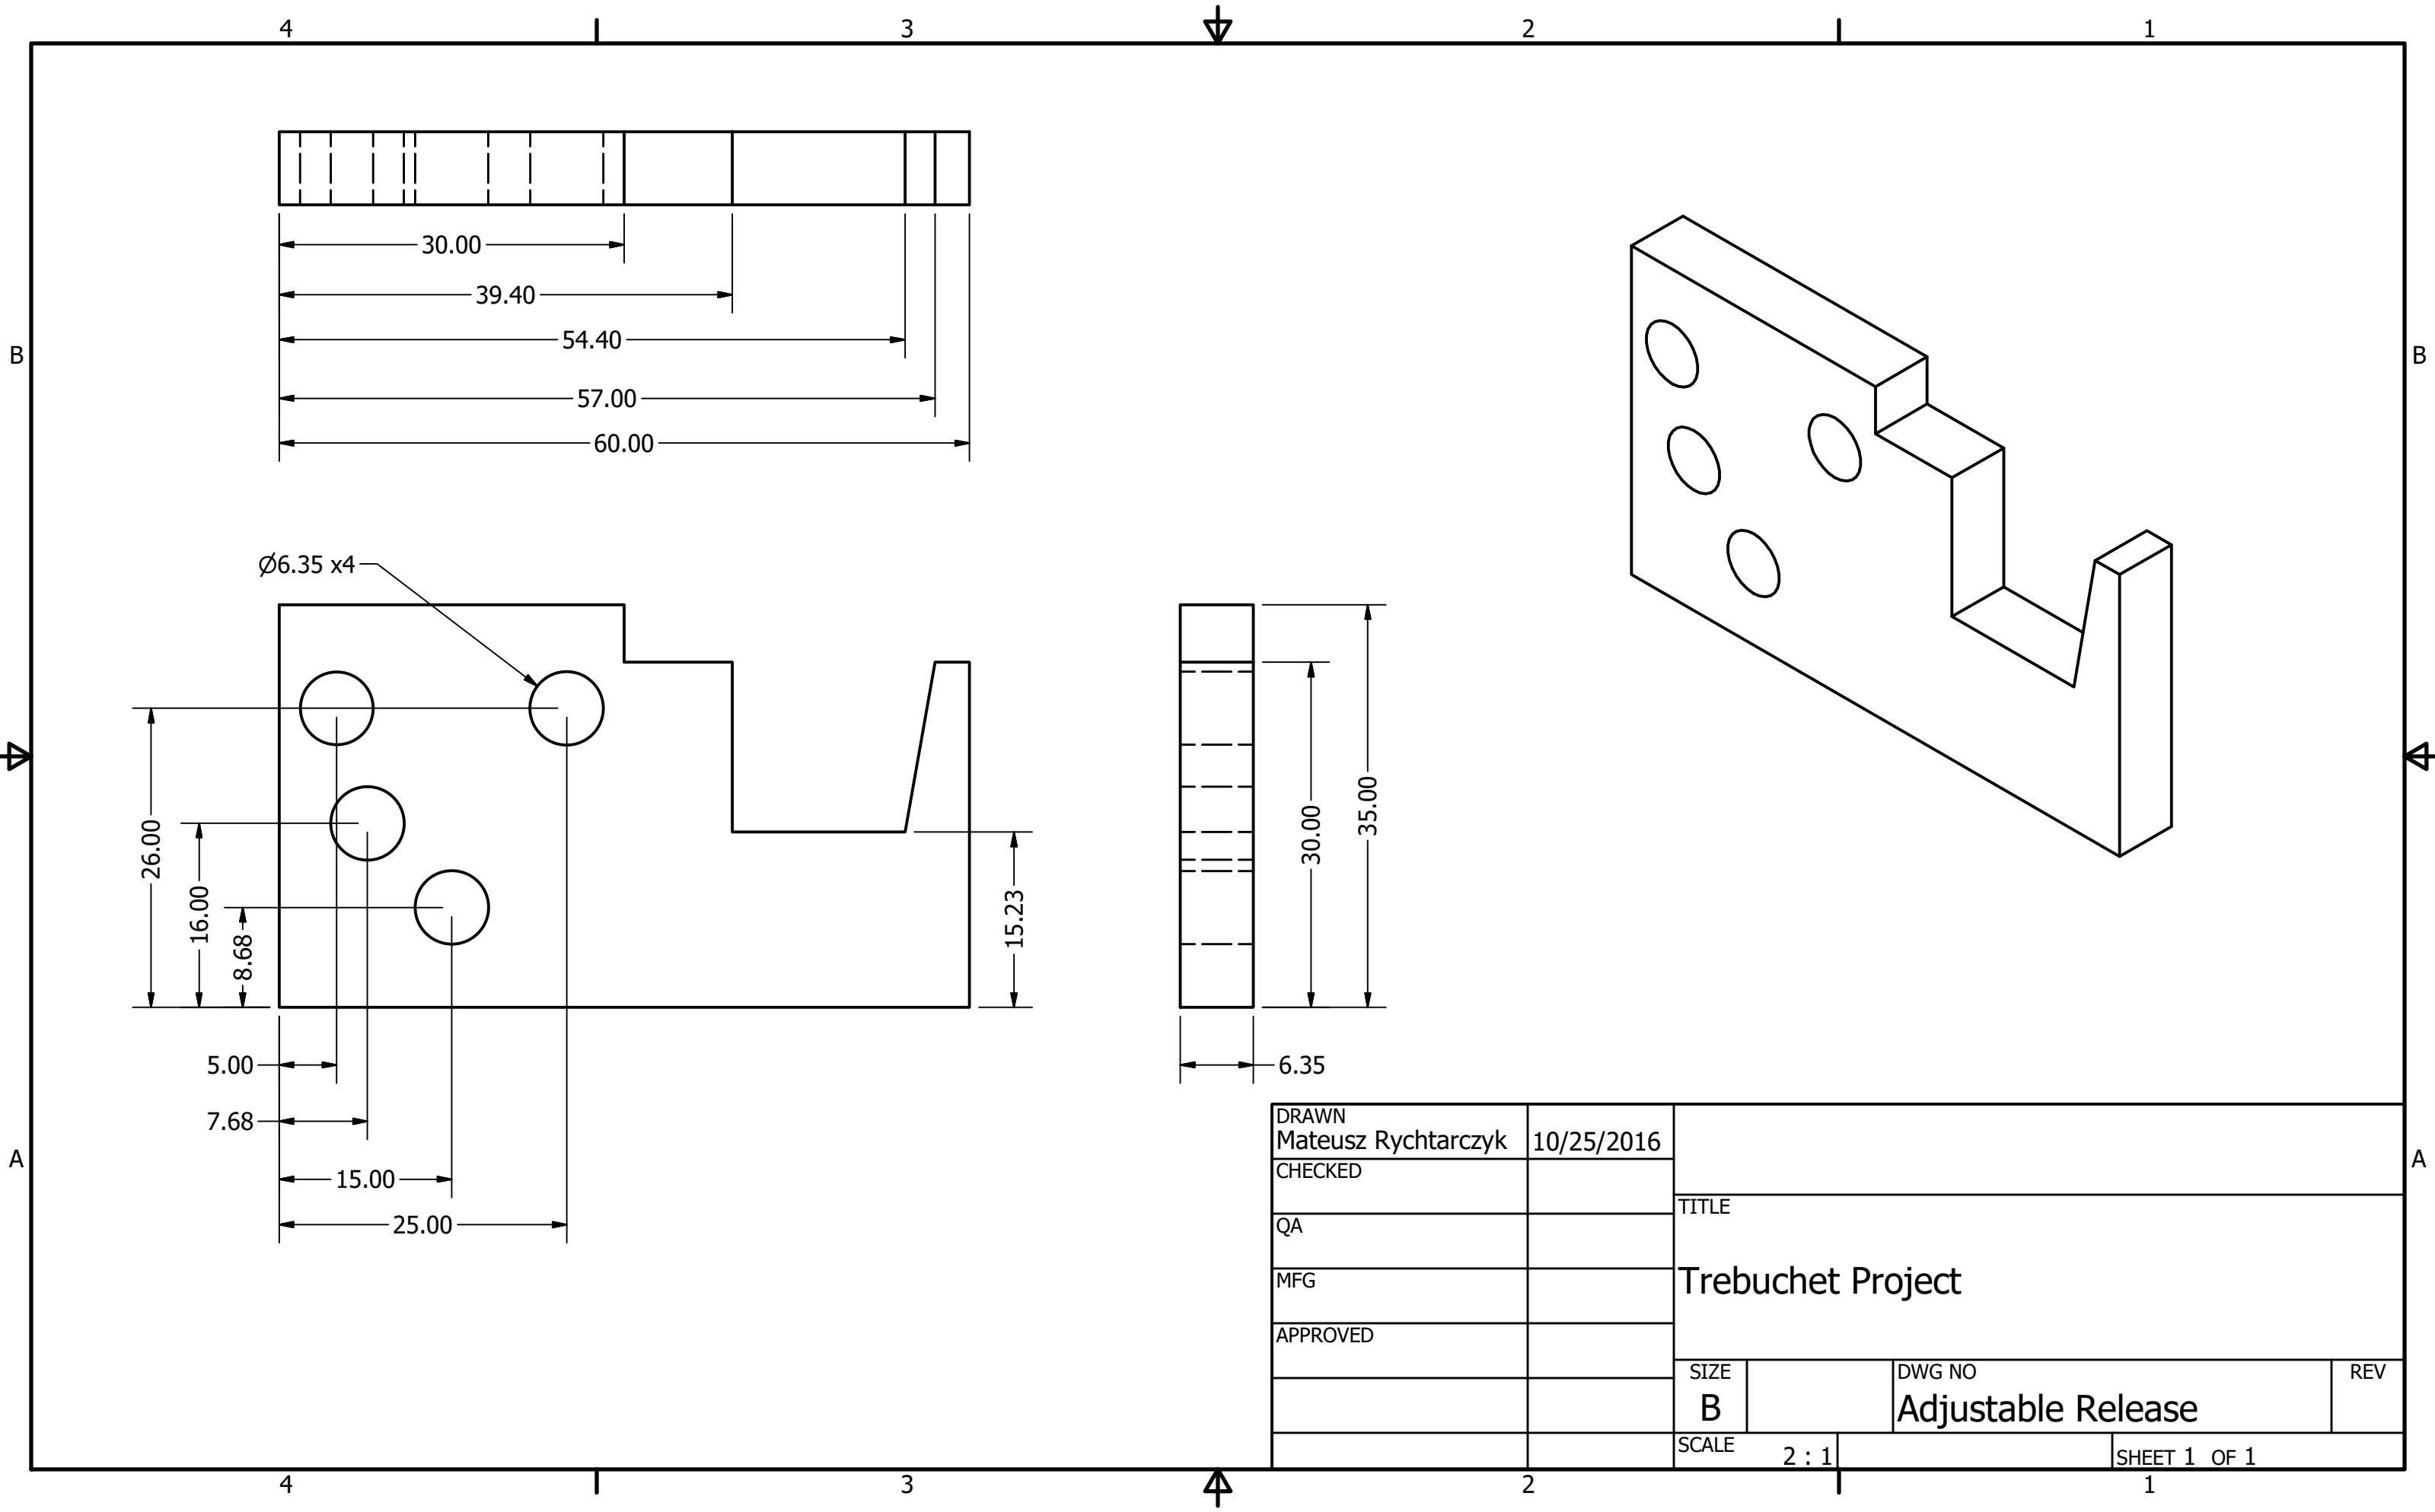 4 3 2 1
30.00
39.40
B B
54.40
57.00
60.00
Ø6.35 x4
26.00
16.00
8.68
15.23
30.00
35.00
5.00
6.35
7.68
15.00
25.00
A A
DRAWN
Mateusz Rychtarczyk 10/25/2016
CHECKED
QA
MFG
APPROVED
TITLE
Trebuchet Project
SIZE
B
DWG NO
Adjustable Release
REV
SCALE 2 : 1
SHEET 1 OF 1
4 3 2 1